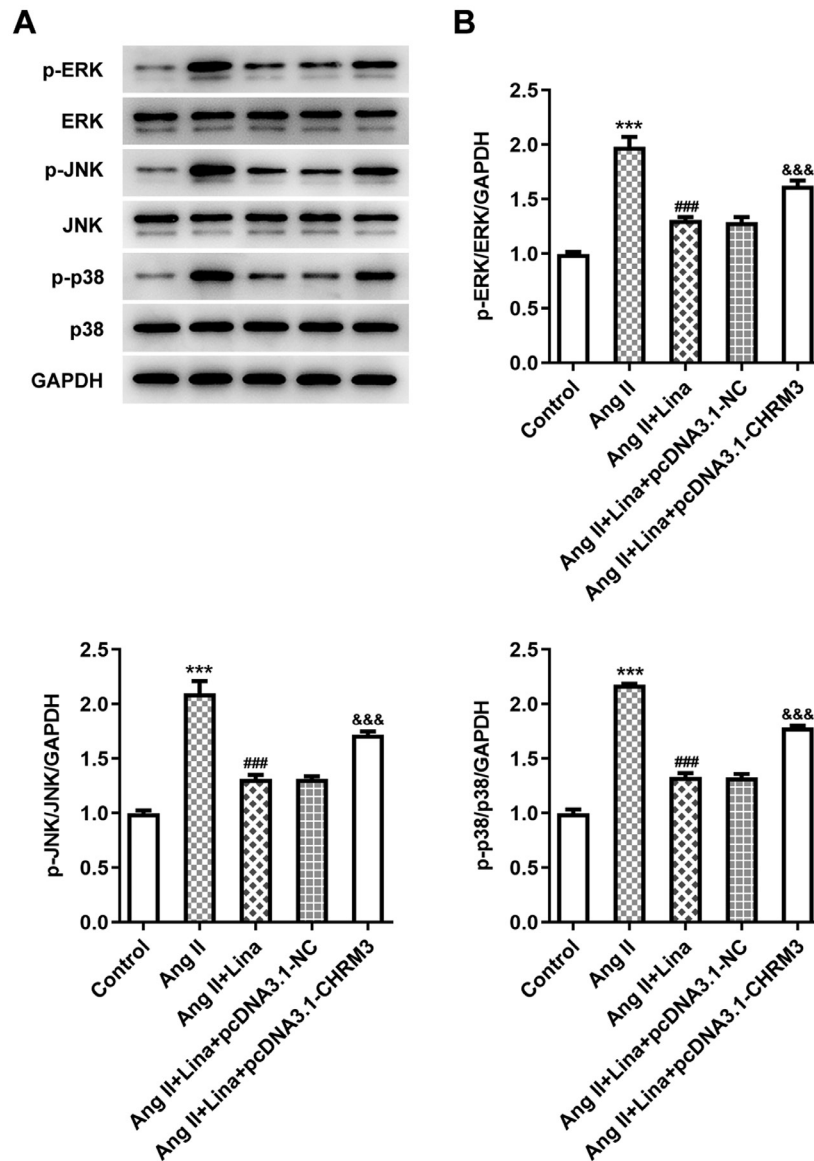 A
p-ERK
ERK
p-JNK
JNK
p-p38
p38
GAPDH
B
p-ERK/ERK/GAPDH
2.5
2.0
1.5
1.0
0.5
0.0
***
###
&&&
Control
Ang II
Ang II+Lina
Ang II+Lina+pcDNA3.1-NC
Ang II+Lina+pcDNA3.1-CHRM3
p-JNK/JNK/GAPDH
2.5
2.0
1.5
1.0
0.5
0.0
***
###
&&&
Control
Ang II
Ang II+Lina
Ang II+Lina+pcDNA3.1-NC
Ang II+Lina+pcDNA3.1-CHRM3
p-p38/p38/GAPDH
2.5
2.0
1.5
1.0
0.5
0.0
***
###
&&&
Control
Ang II
Ang II+Lina
Ang II+Lina+pcDNA3.1-NC
Ang II+Lina+pcDNA3.1-CHRM3